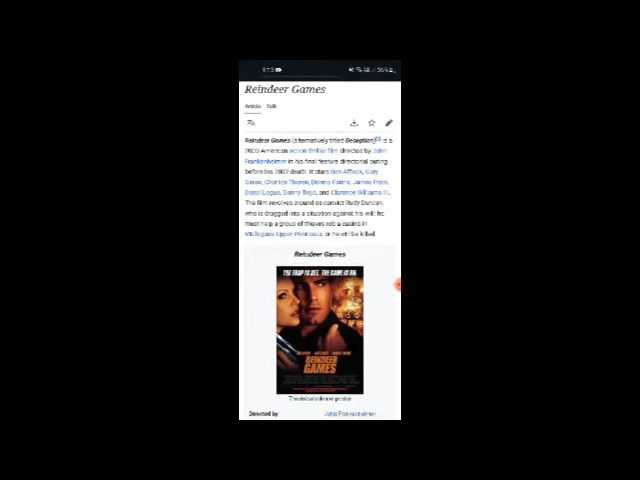 9:13
Reindeer Games
Article Talk
Reindeer Games (alternatively titled Deception)[2] is a
2000 American action thriller film directed by John
Frankenheimer in his final feature directorial outing
before his 2002 death. It stars Ben Affleck, Gary
Sinise, Charlize Theron, Dennis Farina, James Frain,
Donal Logue, Danny Trejo, and Clarence Williams III.
The film revolves around ex-convict Rudy Duncan,
who is dragged into a situation against his will: he
must help a group of thieves rob a casino in
Michigan's Upper Peninsula, or he will be killed.
Reindeer Games
THE TRAP IS SET. THE GAME IS ON.
REINDEER
GAMES
Theatrical release poster
Directed by John Frankenheimer